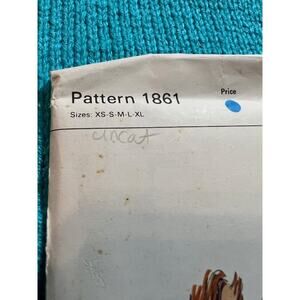 Price
Pattern 1861
Sizes: XS-S-M-L-XL
uncut